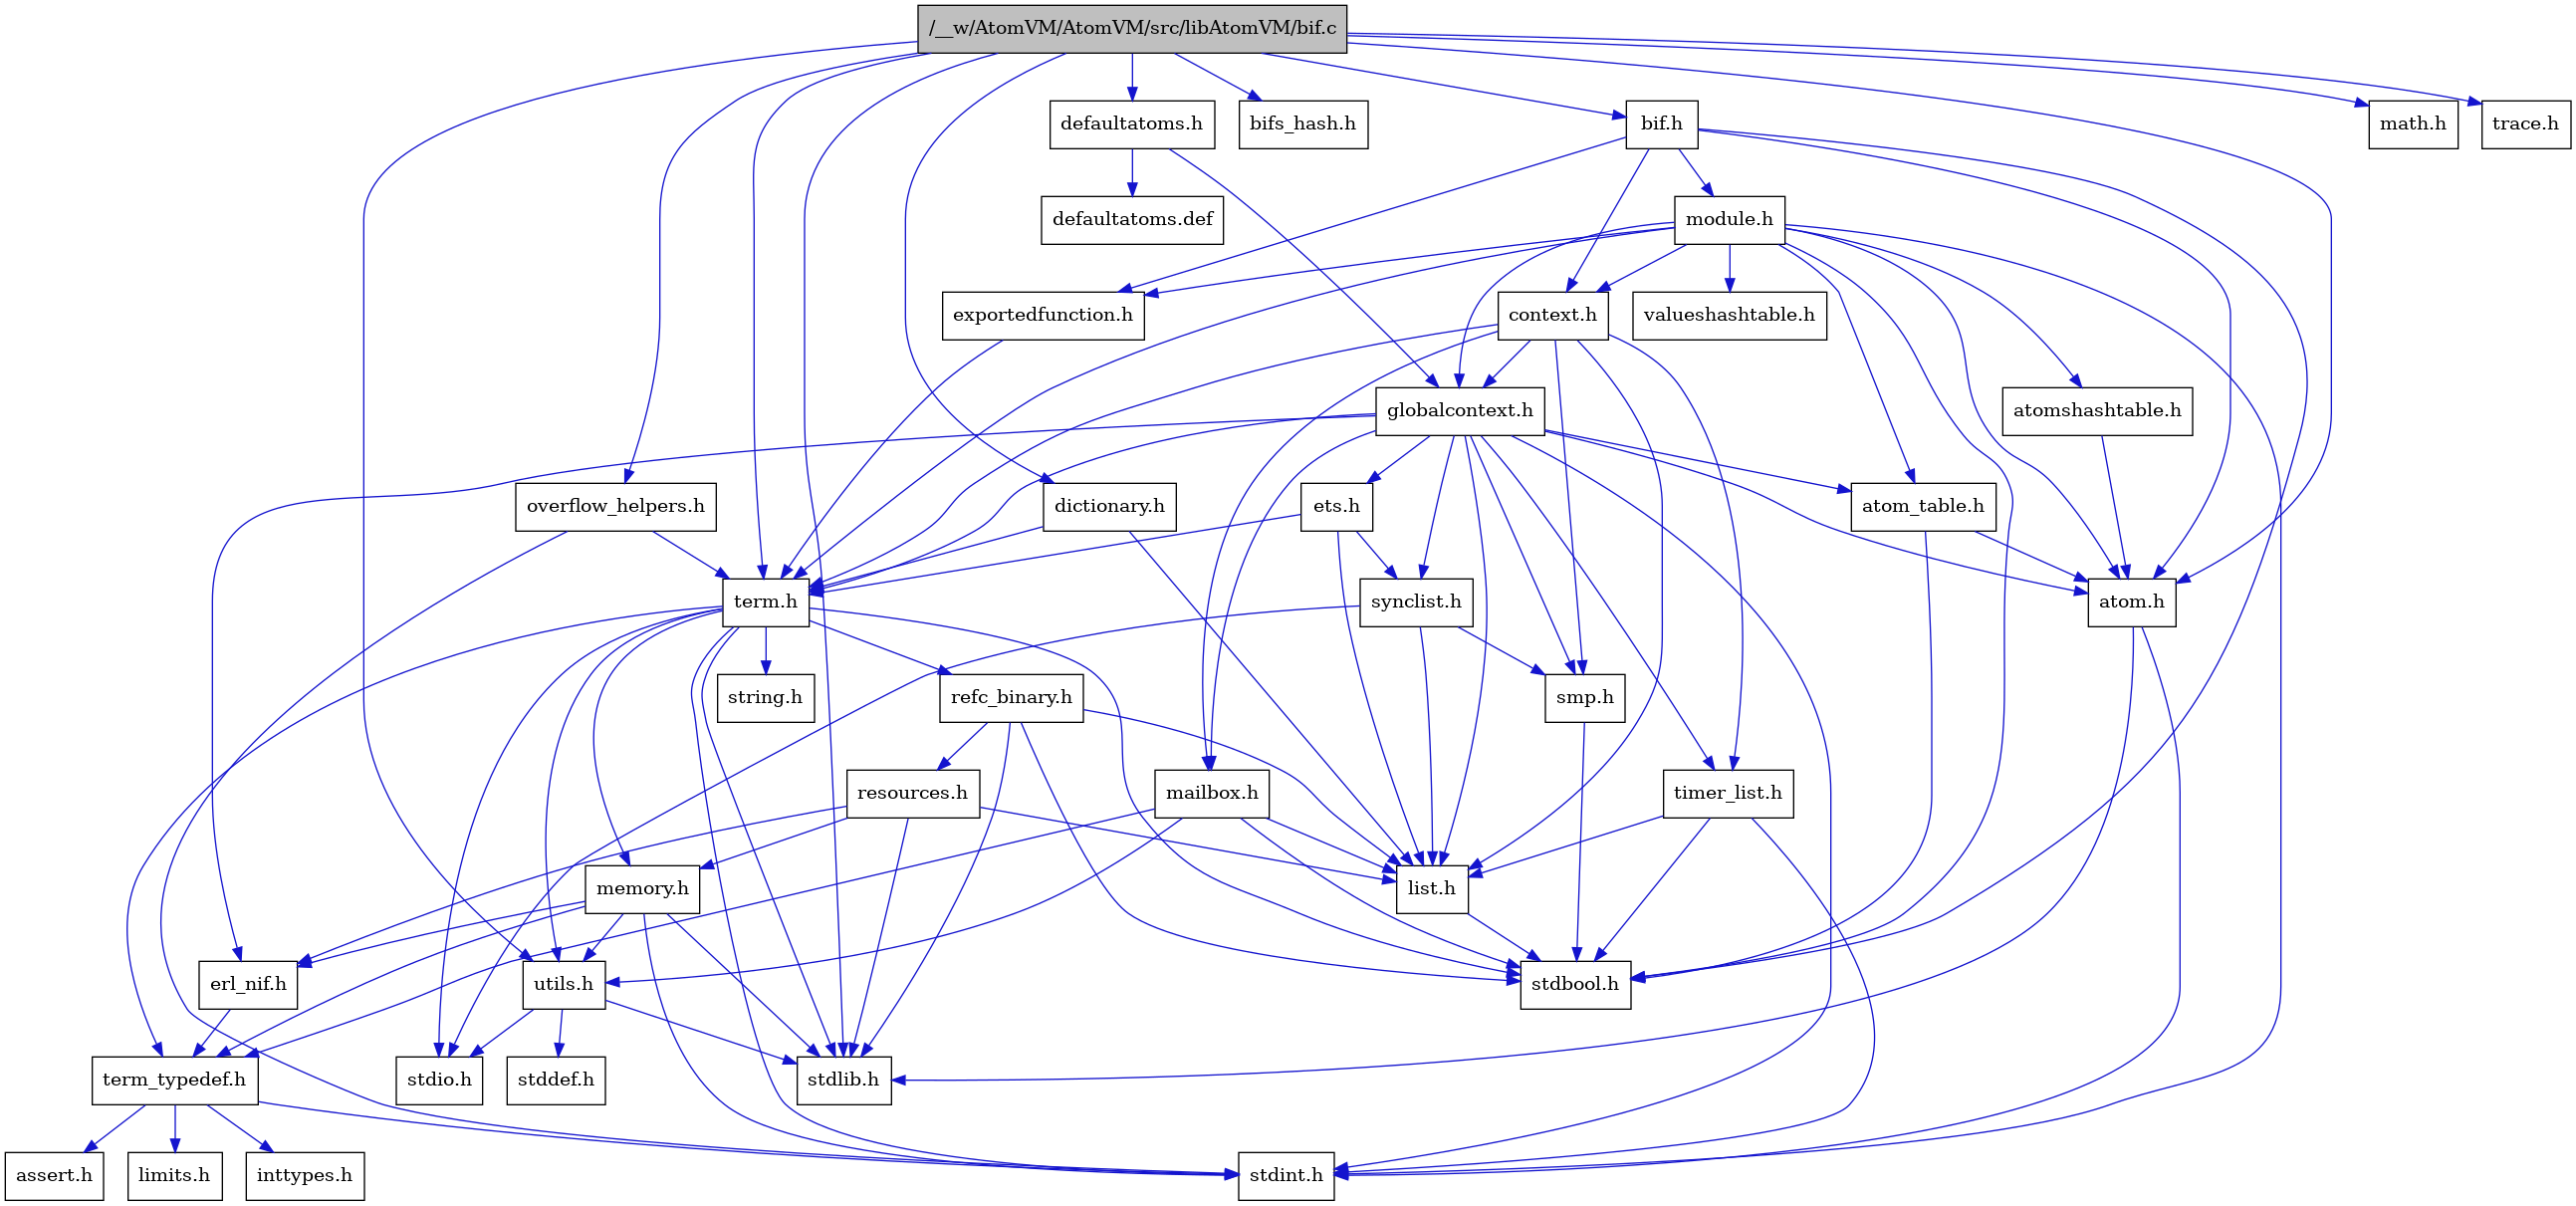 /__w/AtomVM/AtomVM/src/libAtomVM/bif.c
defaultatoms.h
bifs_hash.h
bif.h
math.h
trace.h
defaultatoms.def
module.h
exportedfunction.h
context.h
valueshashtable.h
globalcontext.h
atomshashtable.h
overflow_helpers.h
dictionary.h
ets.h
atom_table.h
term.h
synclist.h
atom.h
string.h
refc_binary.h
smp.h
resources.h
mailbox.h
timer_list.h
memory.h
list.h
erl_nif.h
utils.h
stdbool.h
term_typedef.h
stdio.h
stddef.h
stdlib.h
assert.h
limits.h
inttypes.h
stdint.h